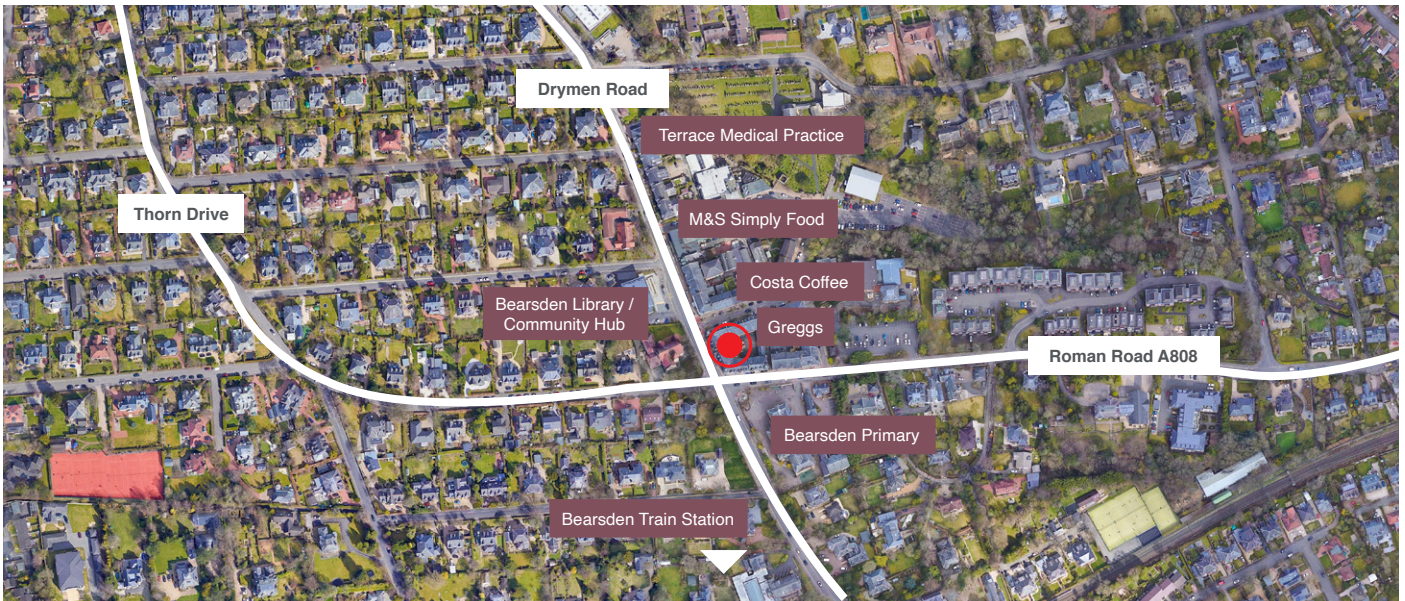 Drymen Road
Terrace Medical Practice
Thorn Drive
M&S Simply Food
Costa Coffee
Bearsden Library /
Community Hub
Greggs
Roman Road A808
Bearsden Primary
Bearsden Train Station